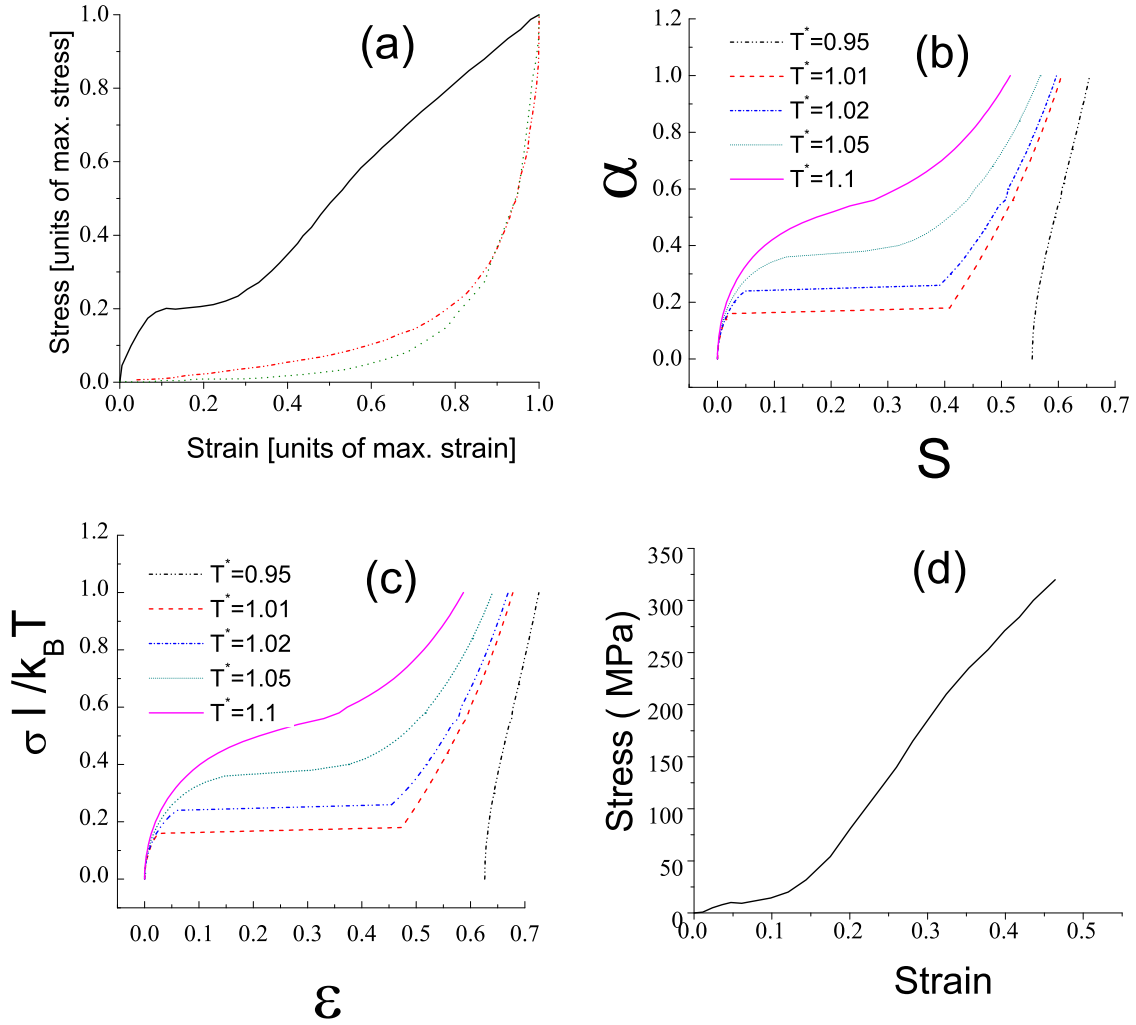 (a)
Stress [units of max. stress]
1.0
0.8
0.6
0.4
0.2
0.0
0.0 0.2 0.4 0.6 0.8 1.0
Strain [units of max. strain]
(b)
α
1.2
1.0
0.8
0.6
0.4
0.2
0.0
T*=0.95
T*=1.01
T*=1.02
T*=1.05
T*=1.1
0.0 0.1 0.2 0.3 0.4 0.5 0.6 0.7
S
(c)
σ l /k_BT
1.2
1.0
0.8
0.6
0.4
0.2
0.0
T*=0.95
T*=1.01
T*=1.02
T*=1.05
T*=1.1
0.0 0.1 0.2 0.3 0.4 0.5 0.6 0.7
ε
(d)
Stress ( MPa)
350
300
250
200
150
100
50
0
0.0 0.1 0.2 0.3 0.4 0.5
Strain